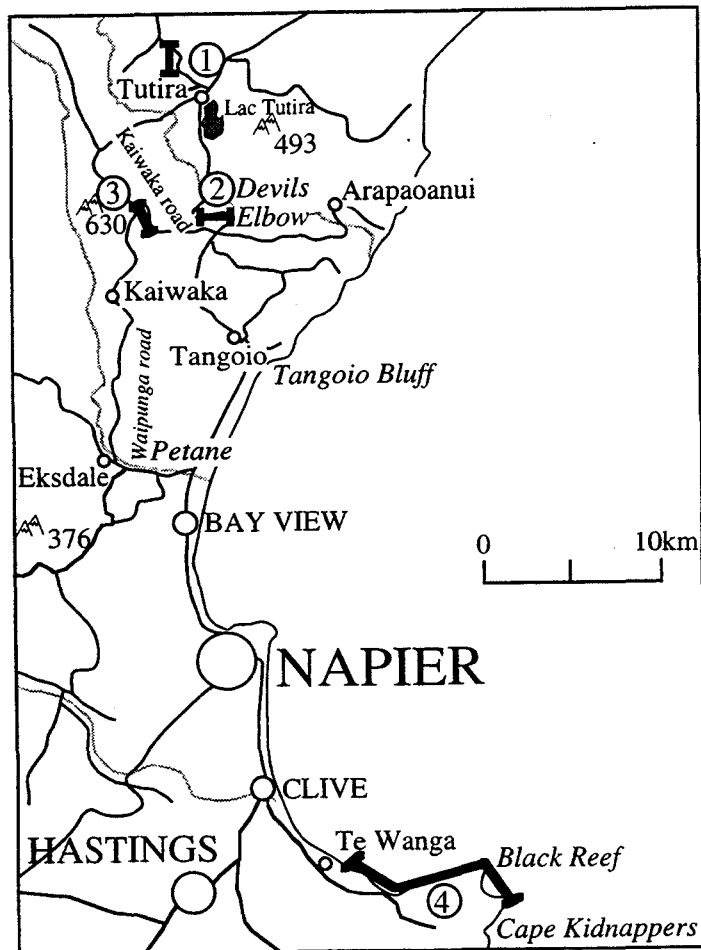 1
Tutira
Lac Tutira
493
Kaiwaka road
3
2
Devils
Elbow
Arapaoanui
630
Kaiwaka
Tangoio
Tangoio Bluff
Waipunga road
Petane
Eksdale
BAY VIEW
376
0
10km
NAPIER
CLIVE
HASTINGS
Te Wanga
Black Reef
4
Cape Kidnappers